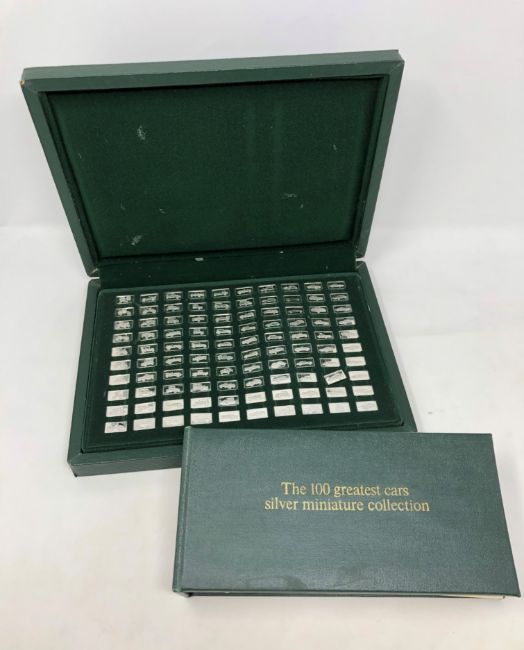 The 100 greatest cars
silver miniature collection